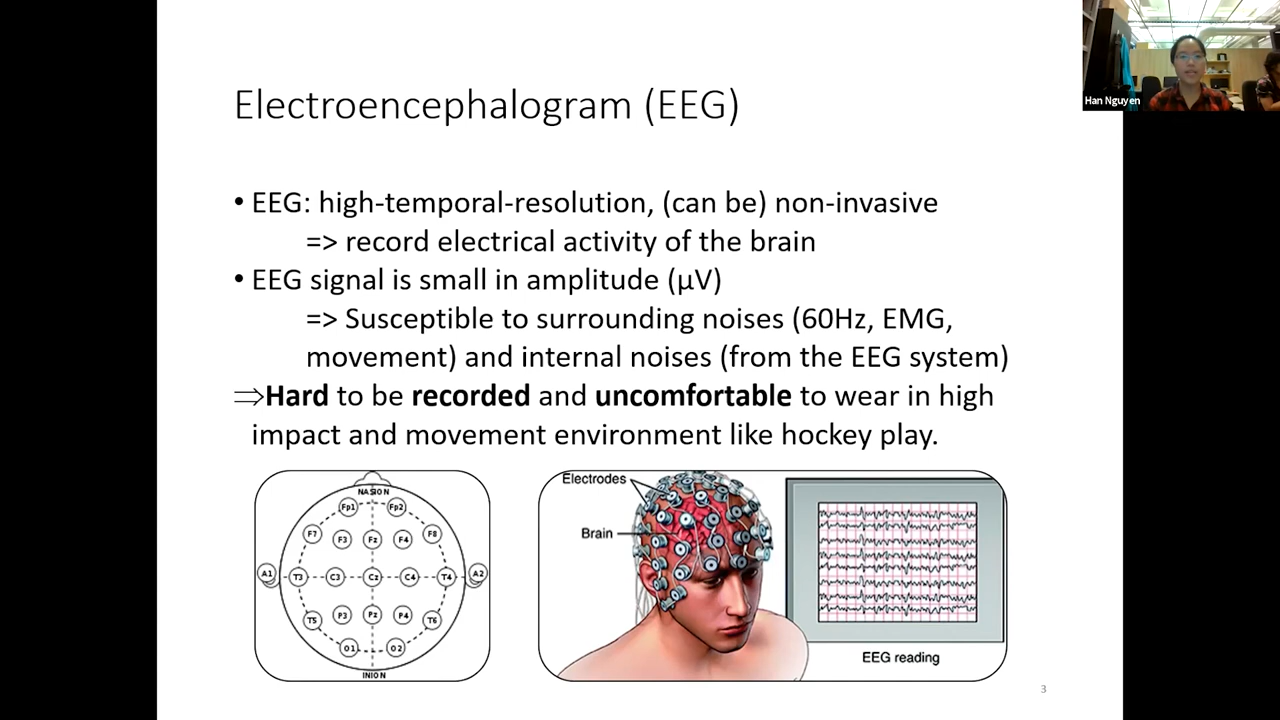 Han Nguyen
Electroencephalogram (EEG)
• EEG: high-temporal-resolution, (can be) non-invasive
=> record electrical activity of the brain
• EEG signal is small in amplitude (μV)
=> Susceptible to surrounding noises (60Hz, EMG,
movement) and internal noises (from the EEG system)
⇒Hard to be recorded and uncomfortable to wear in high
impact and movement environment like hockey play.
NASION
Fp1 Fp2
F7 F3 Fz F4 F8
A1 T3 C3 Cz C4 T4 A2
T5 P3 Pz P4 T6
O1 O2
INION
Electrodes
Brain
EEG reading
3